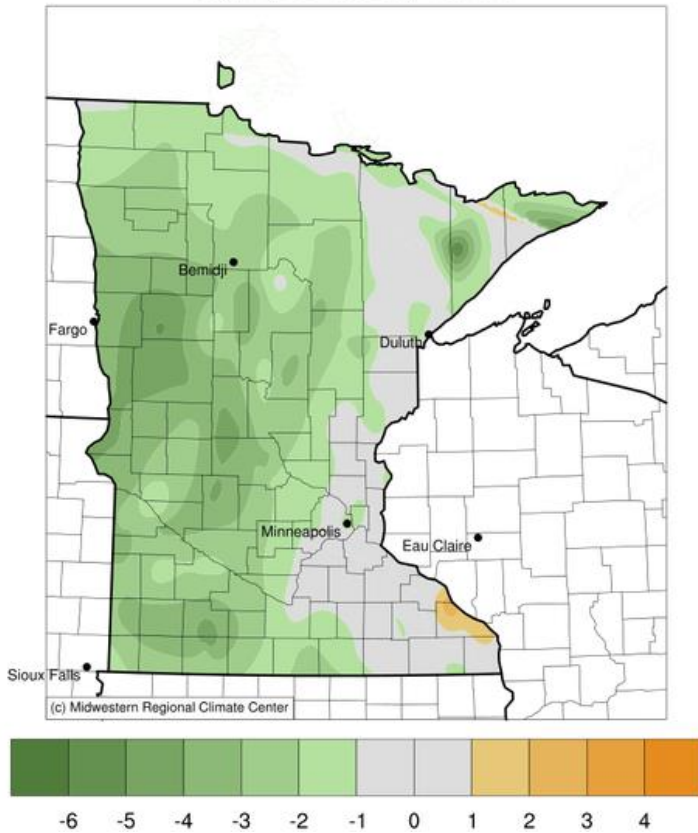 Bemidji
Fargo
Duluth
Minneapolis
Eau Claire
Sioux Falls
(c) Midwestern Regional Climate Center
-6 -5 -4 -3 -2 -1 0 1 2 3 4